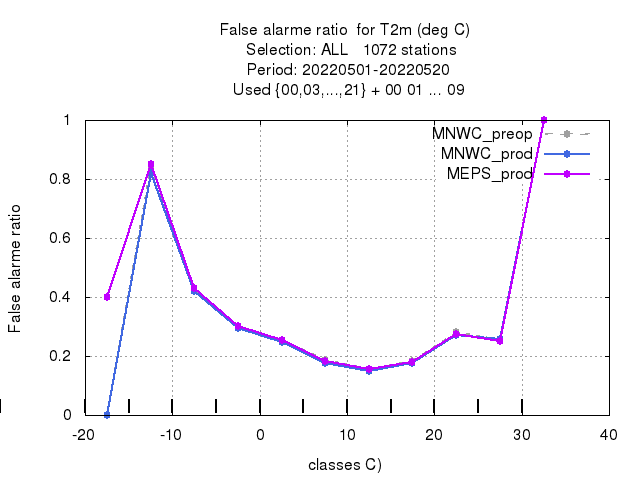 False alarme ratio  for T2m (deg C)
Selection: ALL   1072 stations
Period: 20220501-20220520
Used {00,03,...,21} + 00 01 ... 09
MNWC_preop
MNWC_prod
MEPS_prod
False alarme ratio
1
0.8
0.6
0.4
0.2
0
-20
-10
0
10
20
30
40
classes C)